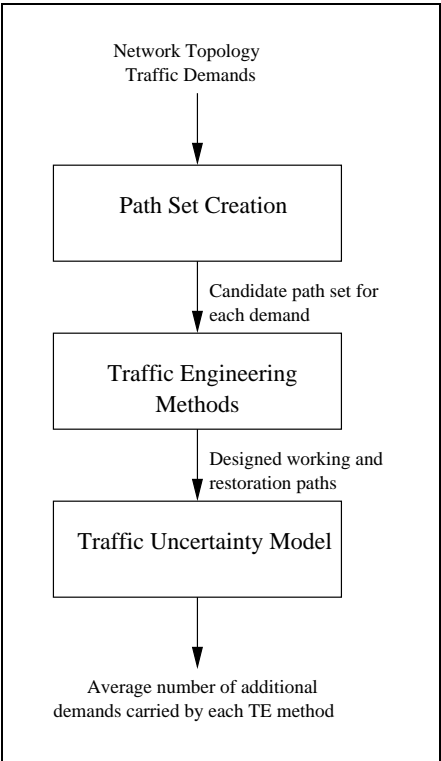 Network Topology
Traffic Demands
Path Set Creation
Candidate path set for
each demand
Traffic Engineering
Methods
Designed working and
restoration paths
Traffic Uncertainty Model
Average number of additional
demands carried by each TE method